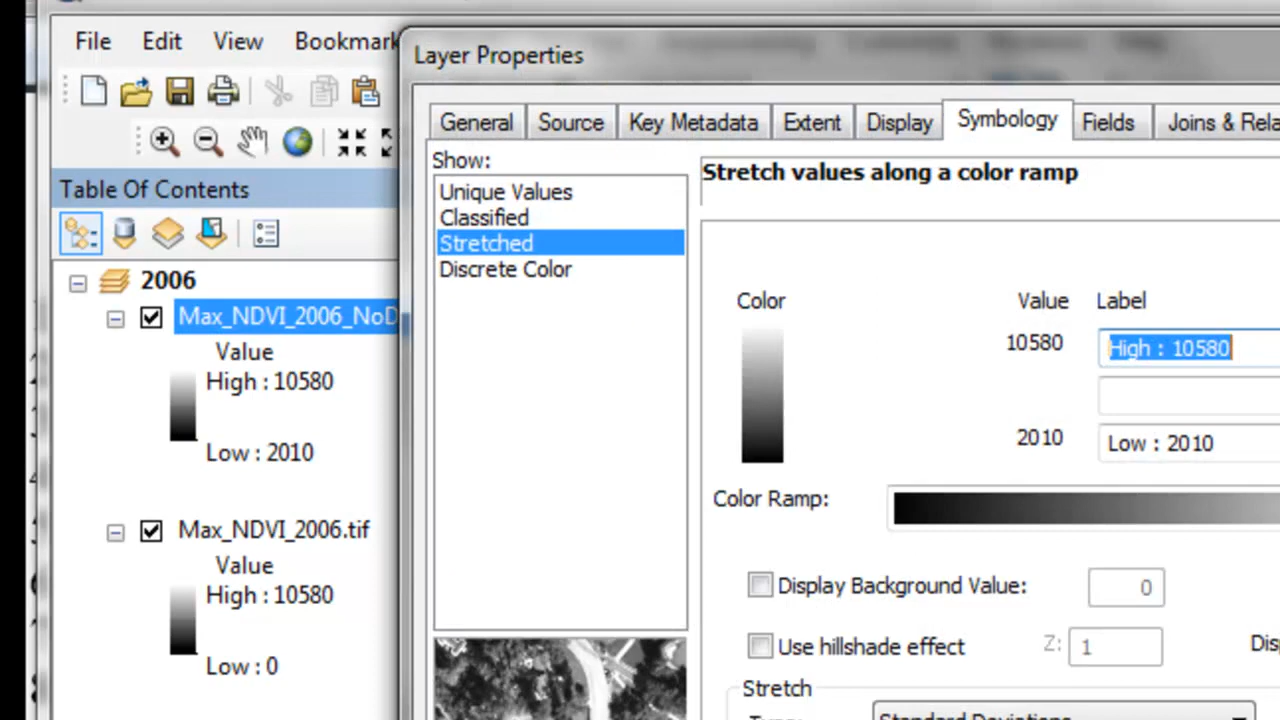 File Edit View Bookmark
Layer Properties
General Source Key Metadata Extent Display Symbology Fields Joins & Rela
Table Of Contents
Show:
Unique Values
Classified
Stretched
Discrete Color
Stretch values along a color ramp
Color Value Label
10580 High : 10580
2010 Low : 2010
Color Ramp:
Display Background Value: 0
Use hillshade effect Z: 1
Stretch
Standard Deviations
2006
Max_NDVI_2006_NoD
Value
High : 10580
Low : 2010
Max_NDVI_2006.tif
Value
High : 10580
Low : 0